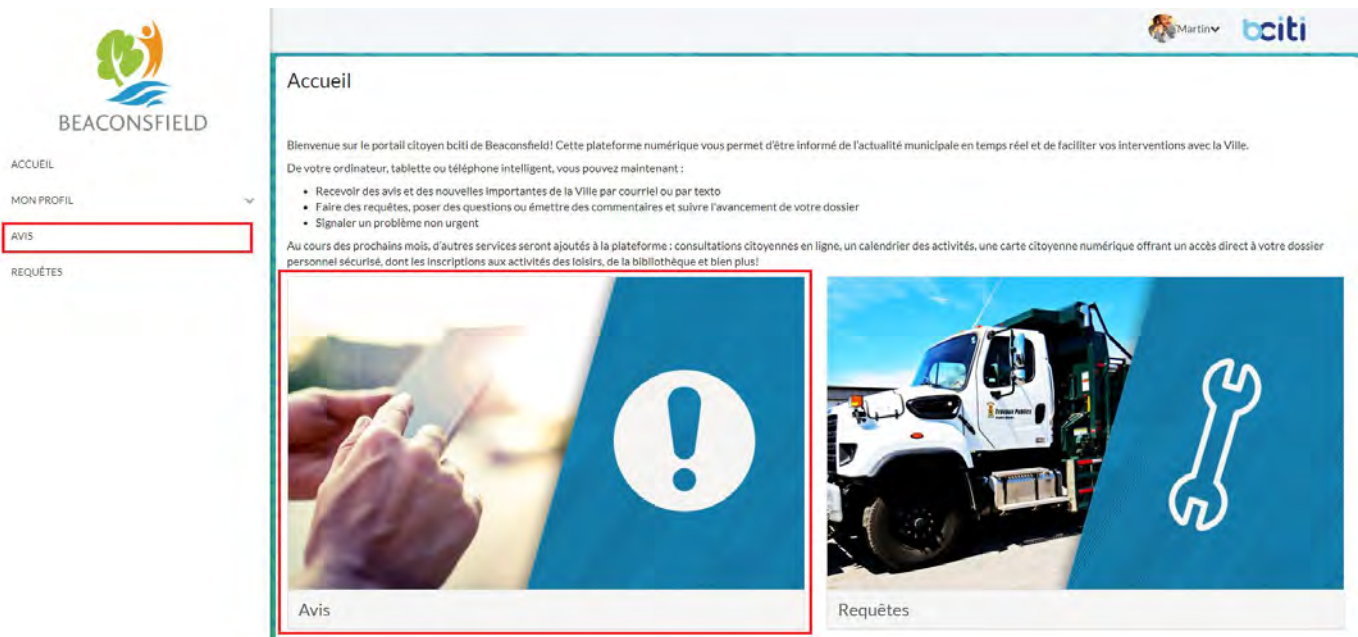 Martin
bciti
BEACONSFIELD
ACCUEIL
MON PROFIL
AVIS
REQUÊTES
Accueil
Bienvenue sur le portail citoyen bciti de Beaconsfield! Cette plateforme numérique vous permet d'être informé de l'actualité municipale en temps réel et de faciliter vos interventions avec la Ville.
De votre ordinateur, tablette ou téléphone intelligent, vous pouvez maintenant :
• Recevoir des avis et des nouvelles importantes de la Ville par courriel ou par texto
• Faire des requêtes, poser des questions ou émettre des commentaires et suivre l'avancement de votre dossier
• Signaler un problème non urgent
Au cours des prochains mois, d'autres services seront ajoutés à la plateforme : consultations citoyennes en ligne, un calendrier des activités, une carte citoyenne numérique offrant un accès direct à votre dossier
personnel sécurisé, dont les inscriptions aux activités des loisirs, de la bibliothèque et bien plus!
Travaux Publics
Avis
Requêtes